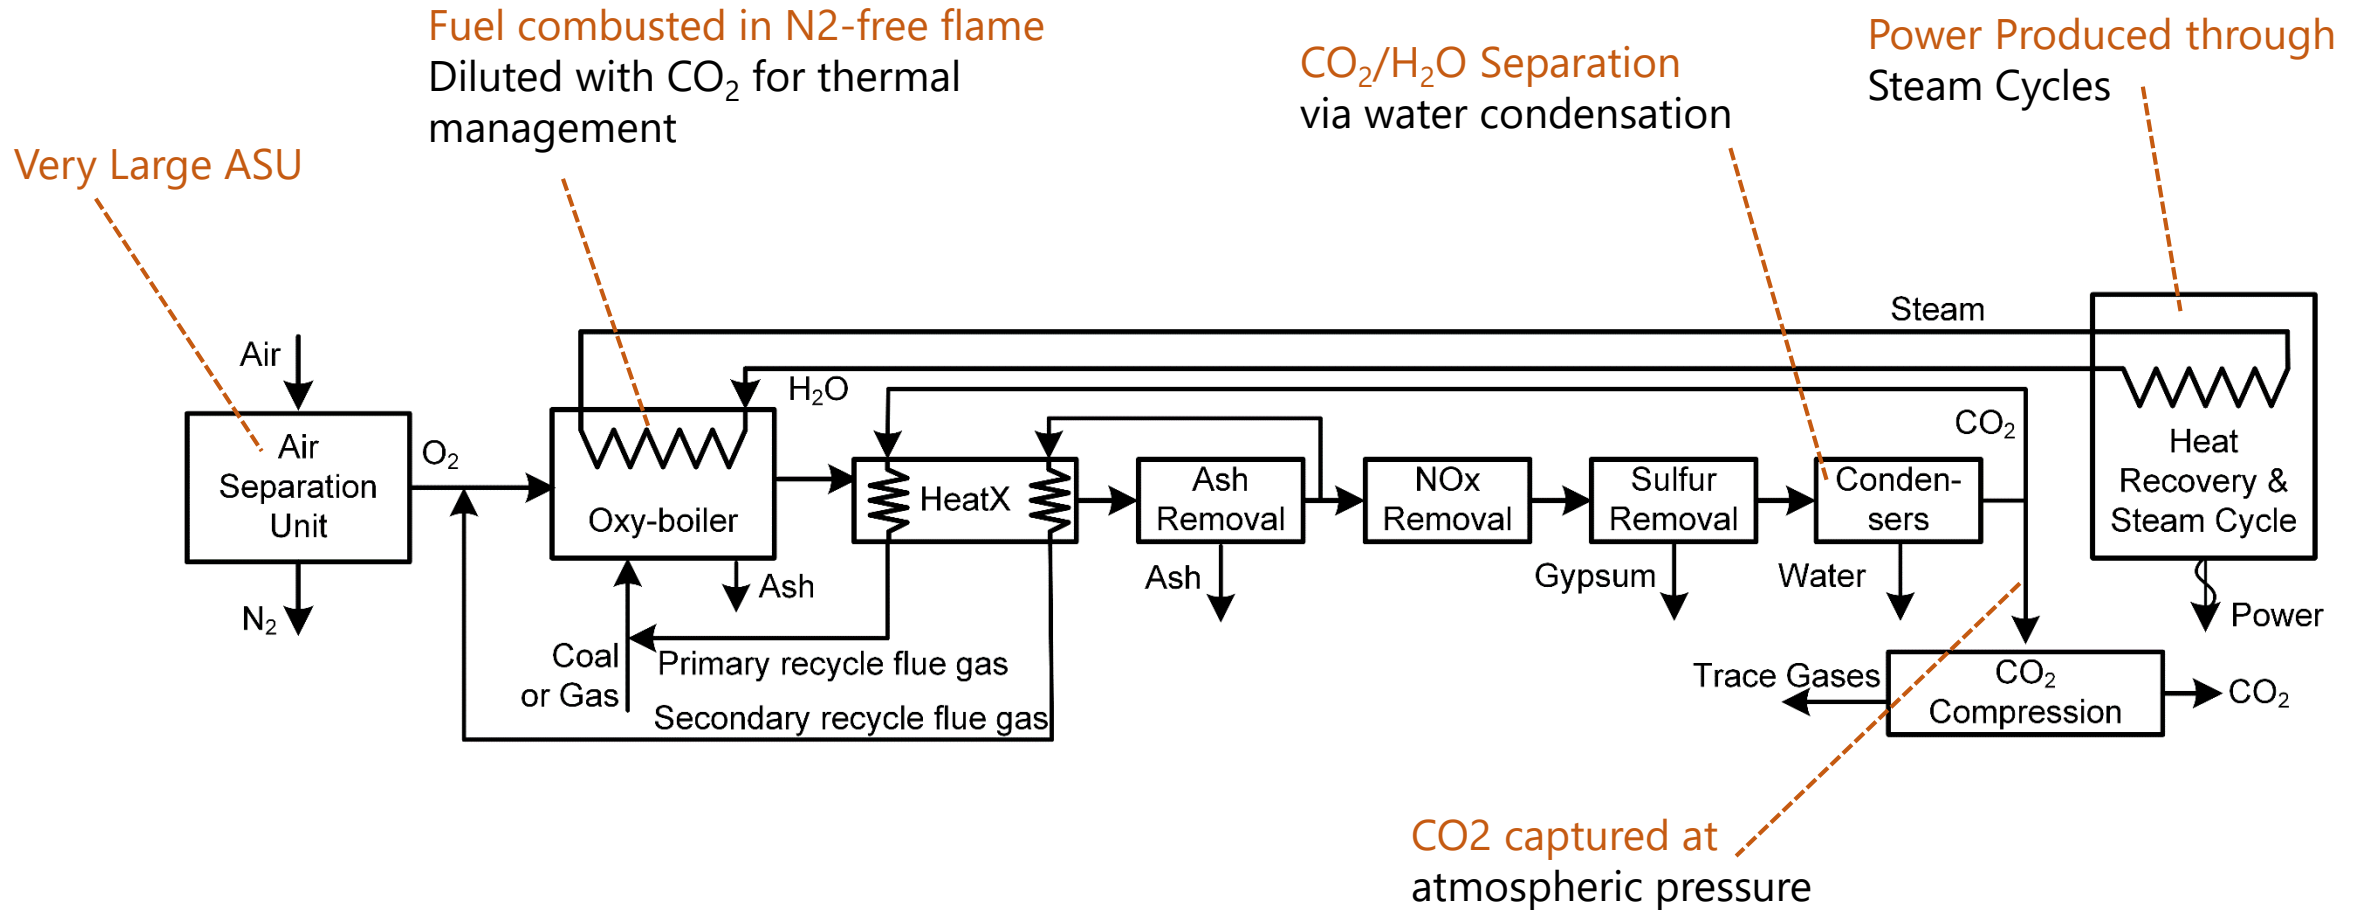 Fuel combusted in N2-free flame
Diluted with CO₂ for thermal
management
CO₂/H₂O Separation
via water condensation
Power Produced through
Steam Cycles
Very Large ASU
Steam
Air
H₂O
CO₂
O₂
Air
Separation
Unit
Oxy-boiler
HeatX
Ash
Removal
NOx
Removal
Sulfur
Removal
Conden-
sers
Heat
Recovery &
Steam Cycle
N₂
Ash
Ash
Gypsum
Water
Power
Coal
or Gas
Primary recycle flue gas
Secondary recycle flue gas
Trace Gases
CO₂
Compression
CO₂
CO2 captured at
atmospheric pressure